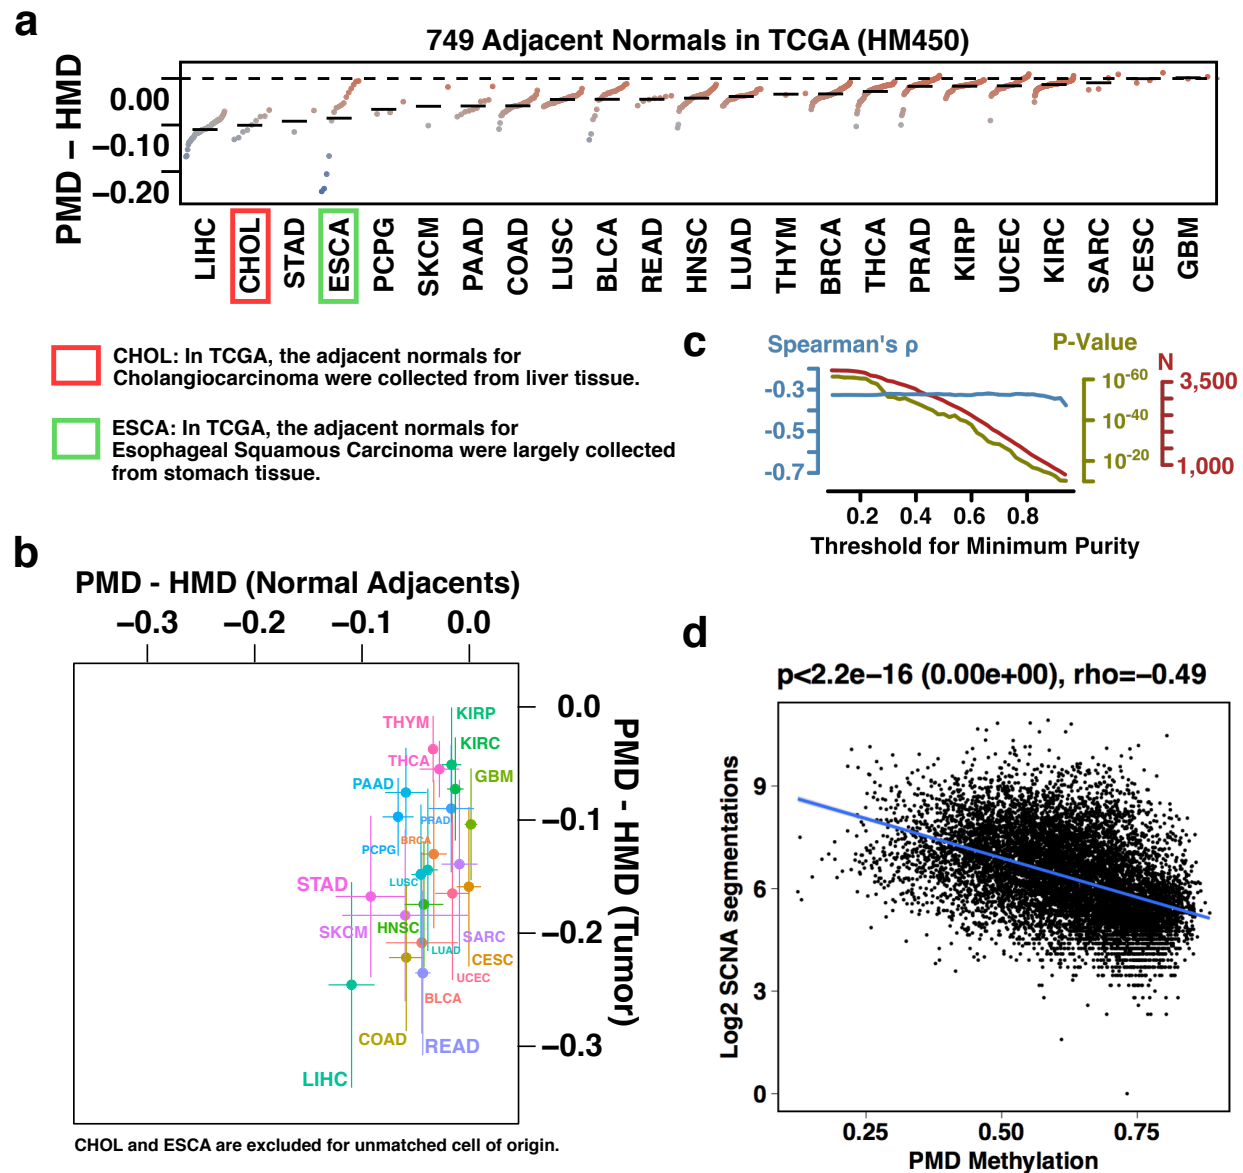 a
749 Adjacent Normals in TCGA (HM450)
PMD − HMD
0.00
−0.10
−0.20
LIHC
CHOL
STAD
ESCA
PCPG
SKCM
PAAD
COAD
LUSC
BLCA
READ
HNSC
LUAD
THYM
BRCA
THCA
PRAD
KIRP
UCEC
KIRC
SARC
CESC
GBM
CHOL: In TCGA, the adjacent normals for
Cholangiocarcinoma were collected from liver tissue.
ESCA: In TCGA, the adjacent normals for
Esophageal Squamous Carcinoma were largely collected
from stomach tissue.
c
Spearman's ρ
P-Value
N
-0.3
-0.5
-0.7
10-60
10-40
10-20
3,500
1,000
0.2 0.4 0.6 0.8
Threshold for Minimum Purity
b
PMD - HMD (Normal Adjacents)
−0.3 −0.2 −0.1 0.0
0.0
−0.1
−0.2
−0.3
PMD - HMD (Tumor)
THYM
KIRP
KIRC
THCA
GBM
PAAD
PRAD
BRCA
PCPG
LUSC
STAD
HNSC
SKCM
SARC
LUAD
CESC
UCEC
BLCA
COAD
READ
LIHC
CHOL and ESCA are excluded for unmatched cell of origin.
d
p<2.2e−16 (0.00e+00), rho=−0.49
Log2 SCNA segmentations
9
6
3
0
0.25 0.50 0.75
PMD Methylation